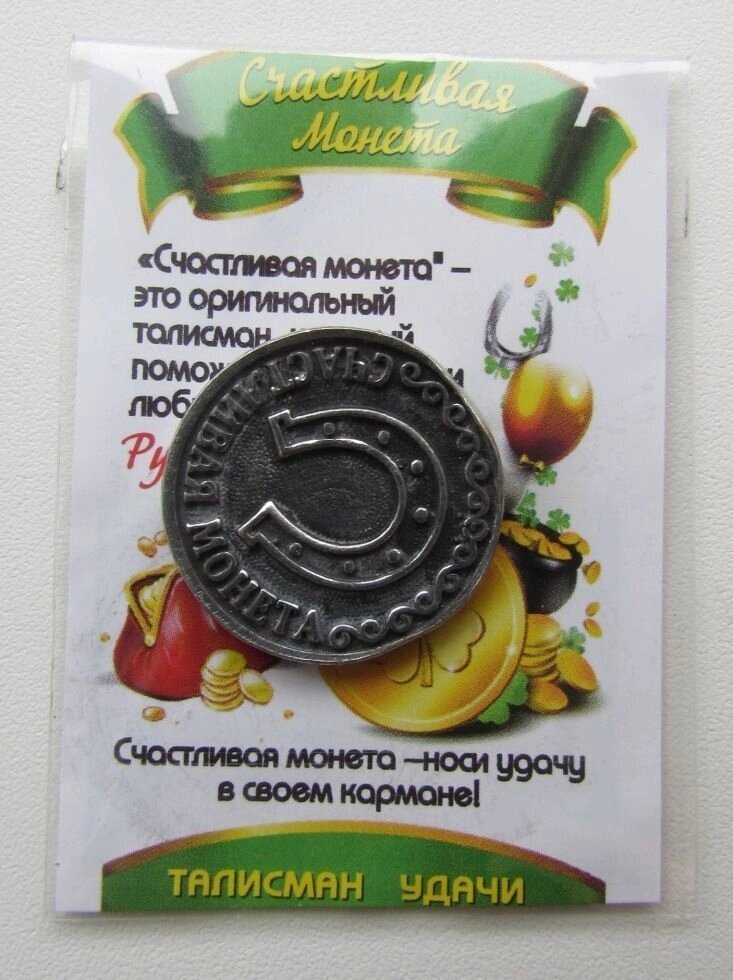 Счастливая
Монета
«Счастливая монета" –
это оригинальный
талисман
СЧАСТЛИВАЯ МОНЕТА
Счастливая монета –носи удачу
в своем кармане!
ТАЛИСМАН УДАЧИ